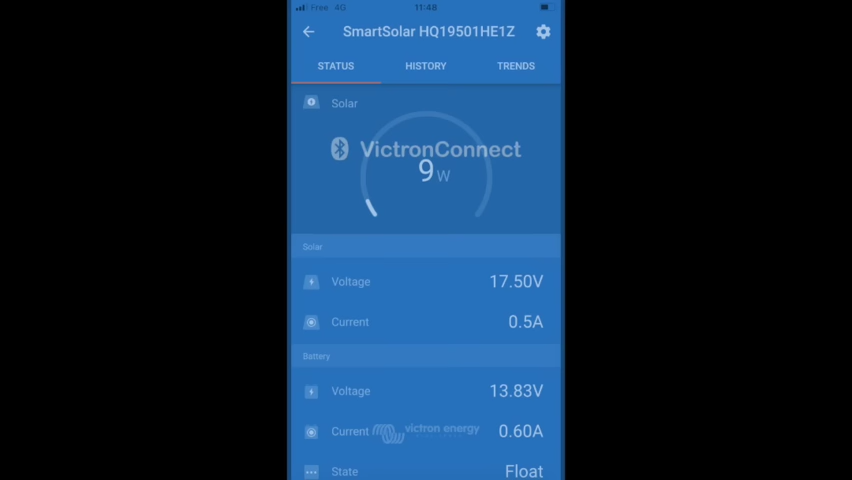 Free 4G 11:48
SmartSolar HQ19501HE1Z
STATUS HISTORY TRENDS
Solar
VictronConnect
9 W
Solar
Voltage 17.50V
Current 0.5A
Battery
Voltage 13.83V
Current victron energy 0.60A
State Float